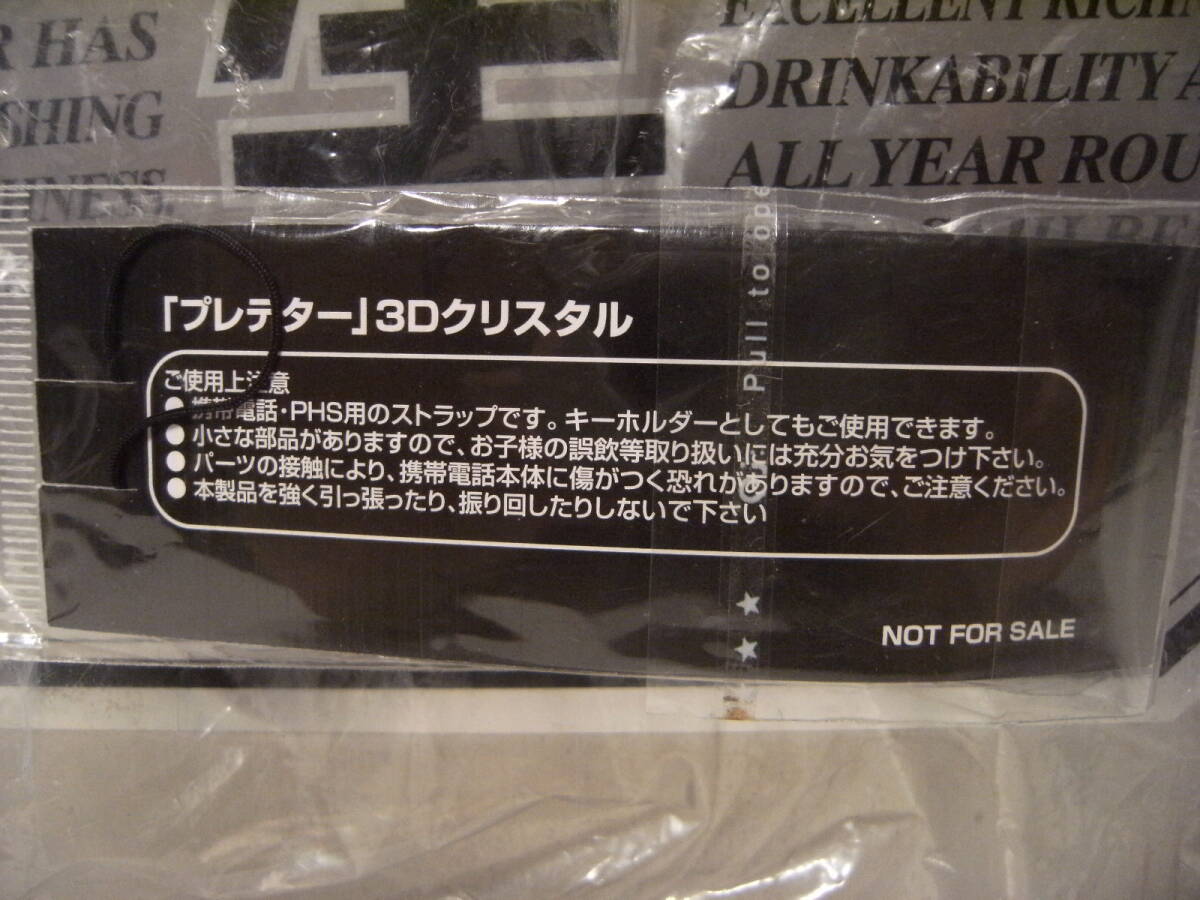 R HAS
SHING
INESS.
生
EXCELLENT
DRINKABILITY A
ALL YEAR ROU
Pull to ope
「プレデター」3Dクリスタル
ご使用上注意
● 携帯電話・PHS用のストラップです。キーホルダーとしてもご使用できます。
● 小さな部品がありますので、お子様の誤飲等取り扱いには充分お気をつけ下さい。
● パーツの接触により、携帯電話本体に傷がつく恐れがありますので、ご注意ください。
● 本製品を強く引っ張ったり、振り回したりしないで下さい
NOT FOR SALE